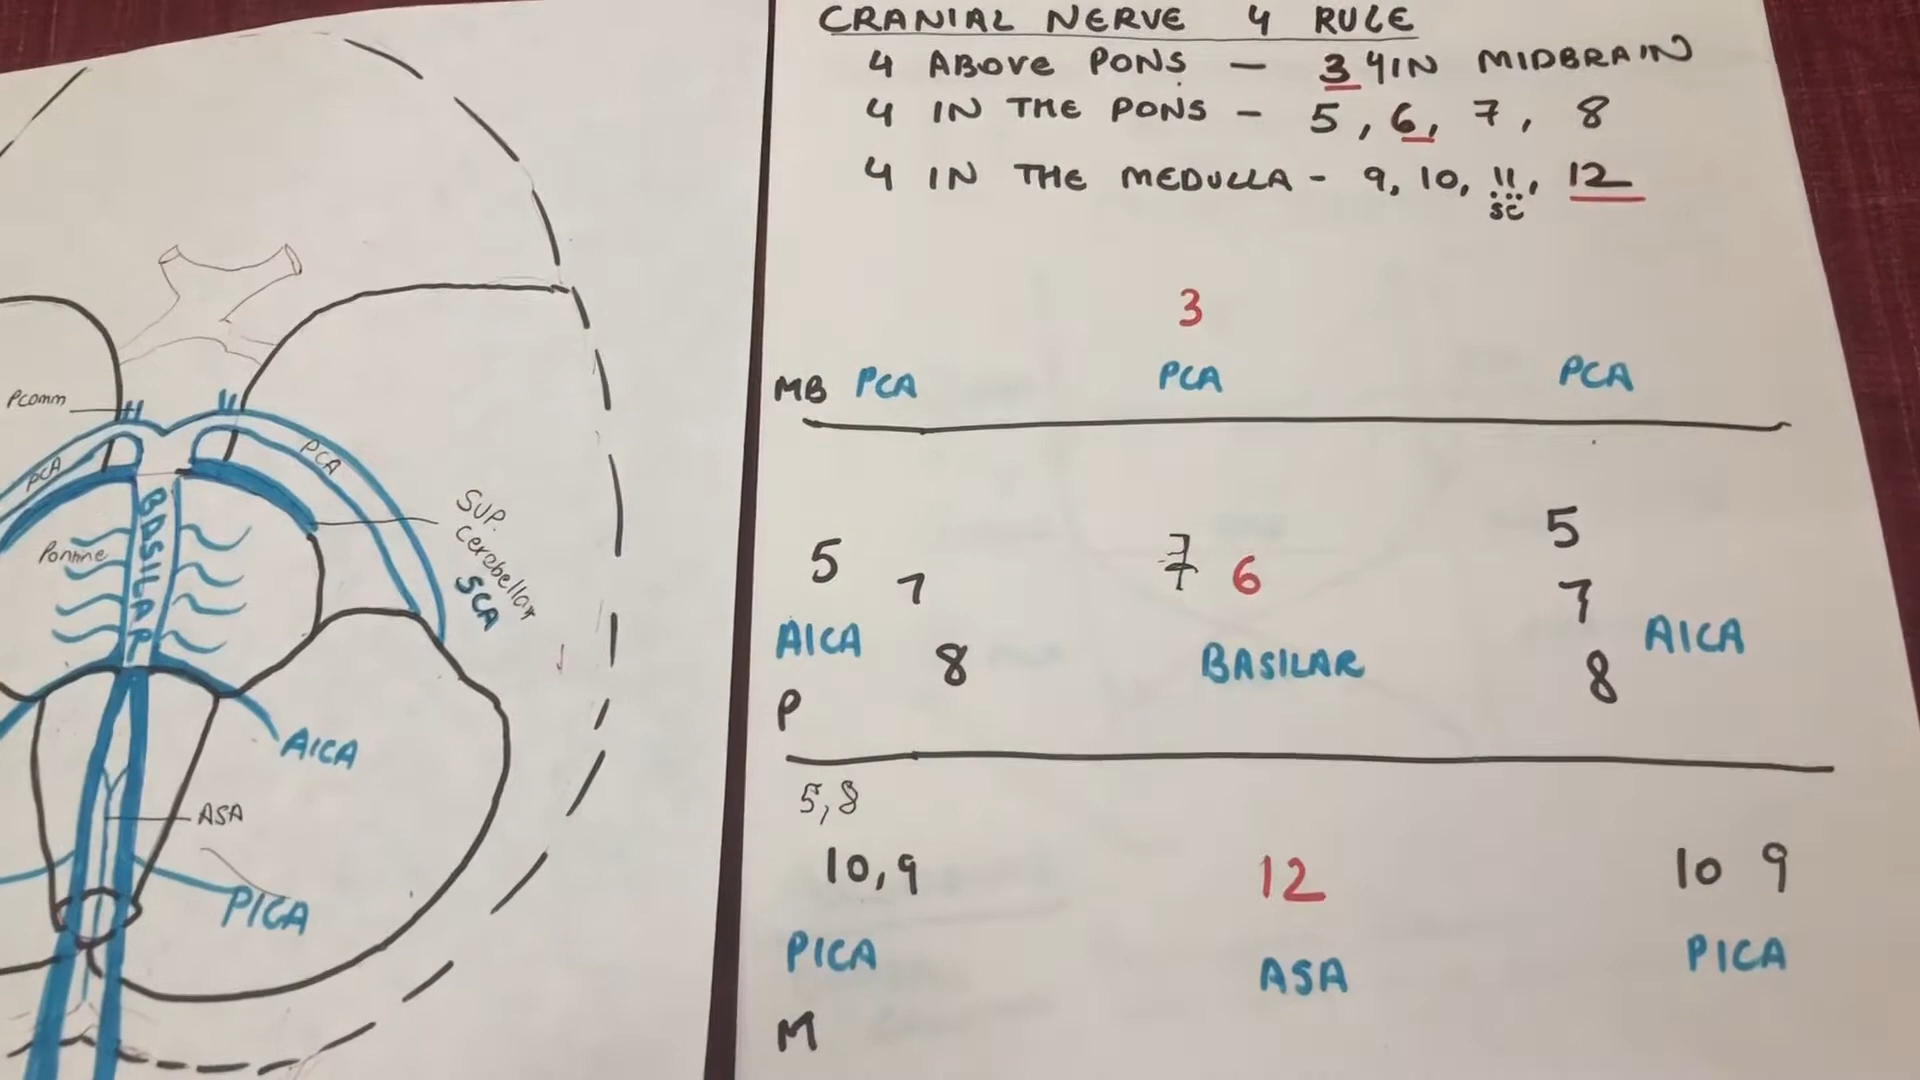 Pcomm
PCA
PCA
BASILAR
Pontine
SUP.
Cerebellar
SCA
AICA
ASA
PICA
CRANIAL NERVE 4 RULE
4 ABOVE PONS – 3 4 IN MIDBRAIN
4 IN THE PONS – 5, 6, 7, 8
4 IN THE MEDULLA – 9, 10, 11, 12
SC
3
MB PCA PCA PCA
5 7 7 6 5
7
AICA 8 BASILAR 8 AICA
P
5, 8
10, 9 12 10 9
PICA ASA PICA
M